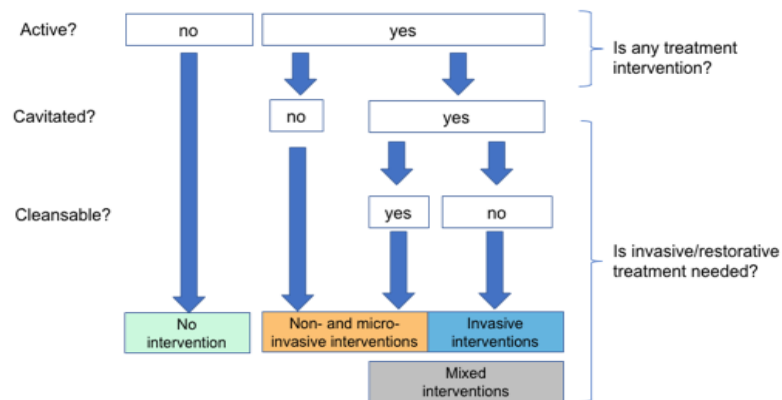 Active?
no
yes
Is any treatment
intervention?
Cavitated?
no
yes
Cleansable?
yes
no
Is invasive/restorative
treatment needed?
No
intervention
Non- and micro-
invasive interventions
Invasive
interventions
Mixed
interventions